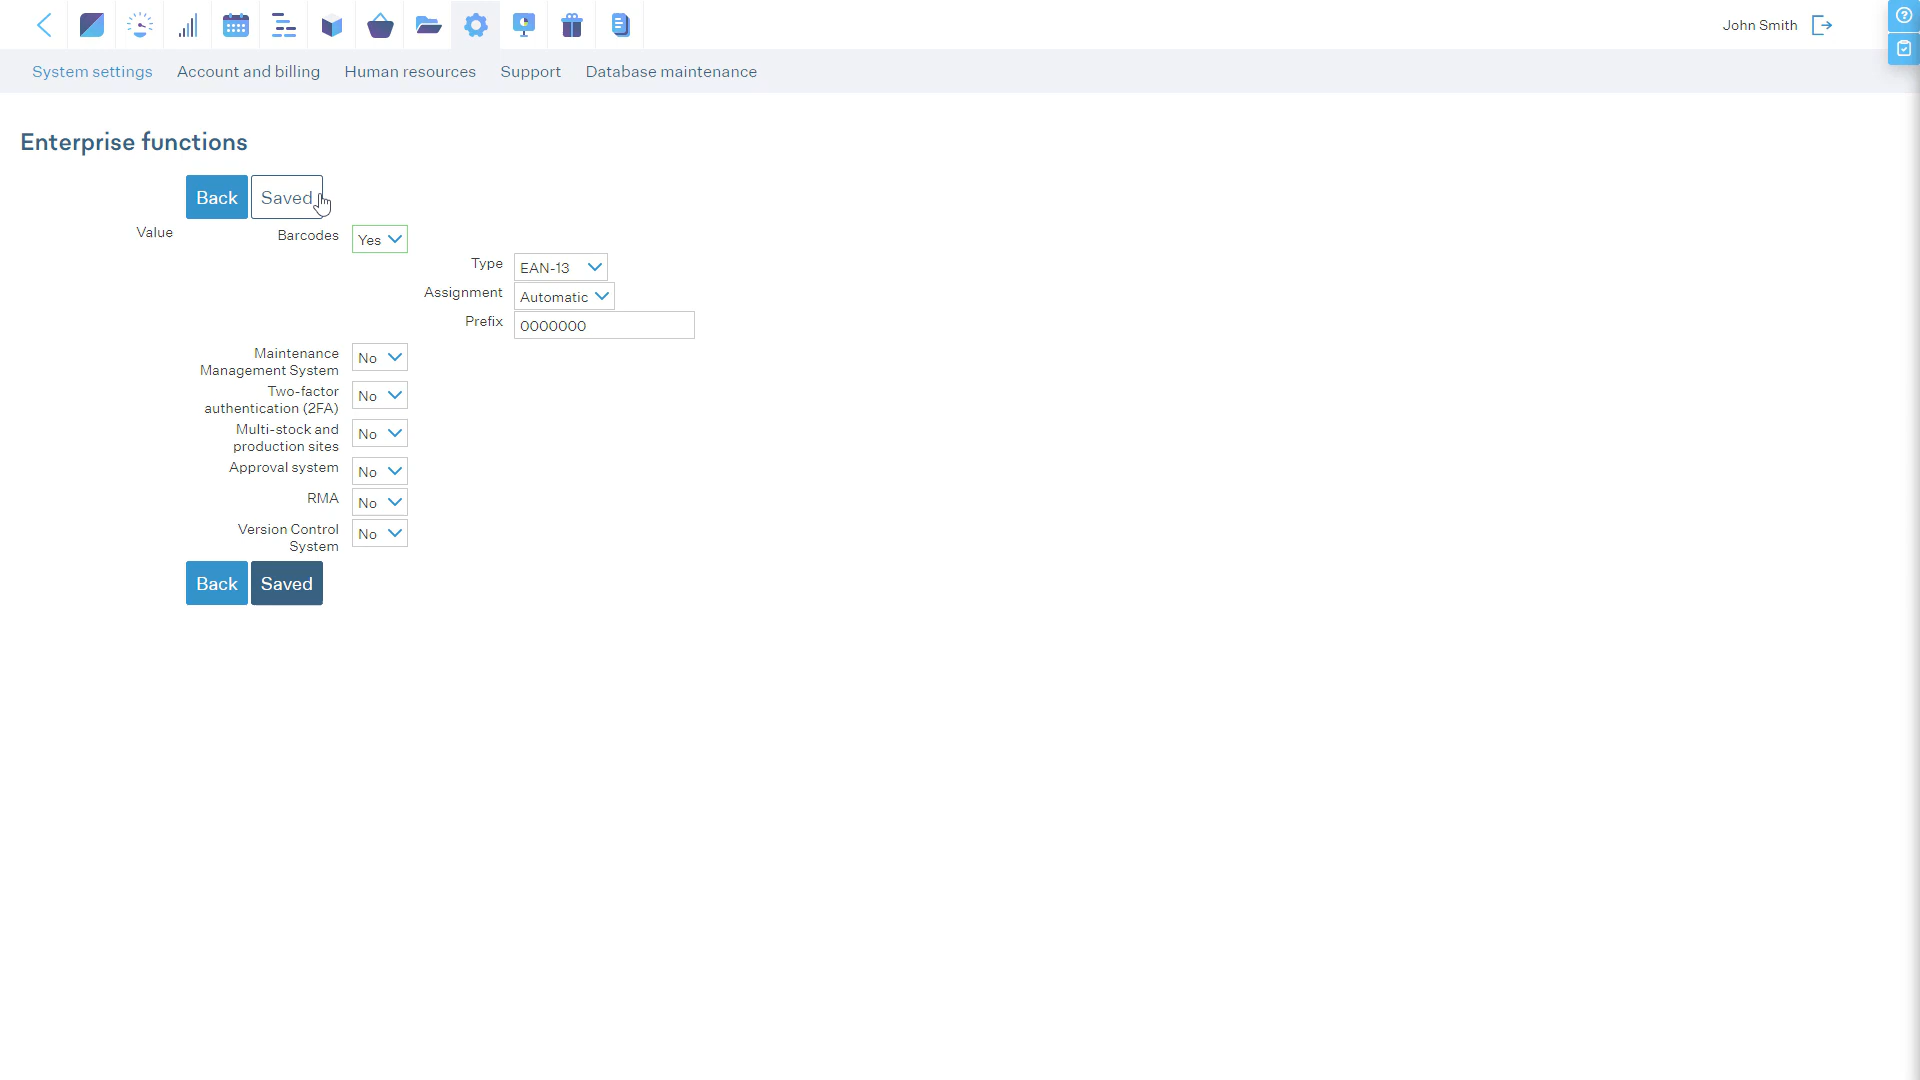 John Smith
System settings Account and billing Human resources Support Database maintenance
Enterprise functions
Back Saved
Value Barcodes Yes
Type EAN-13
Assignment Automatic
Prefix 0000000
Maintenance
Management System No
Two-factor
authentication (2FA) No
Multi-stock and
production sites No
Approval system No
RMA No
Version Control
System No
Back Saved